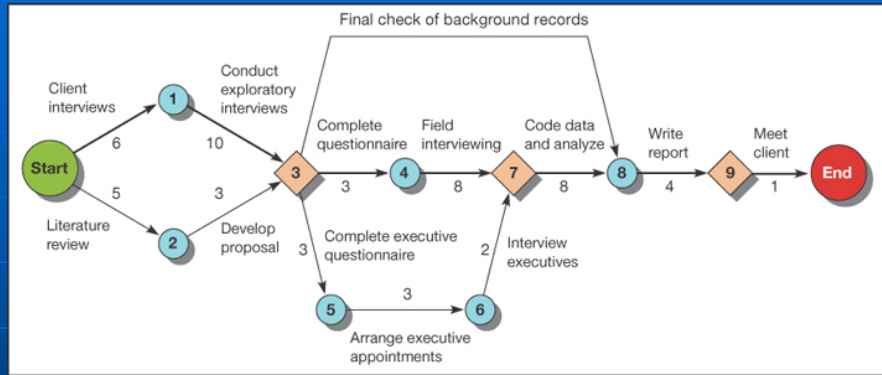 Final check of background records
Client
interviews
Conduct
exploratory
interviews
1
6
10
Start
5
3
Literature
review
2
Develop
proposal
3
Complete
questionnaire
3
4
Field
interviewing
8
7
Code data
and analyze
8
8
Write
report
4
9
Meet
client
1
End
3
Complete executive
questionnaire
2
Interview
executives
5
3
6
Arrange executive
appointments